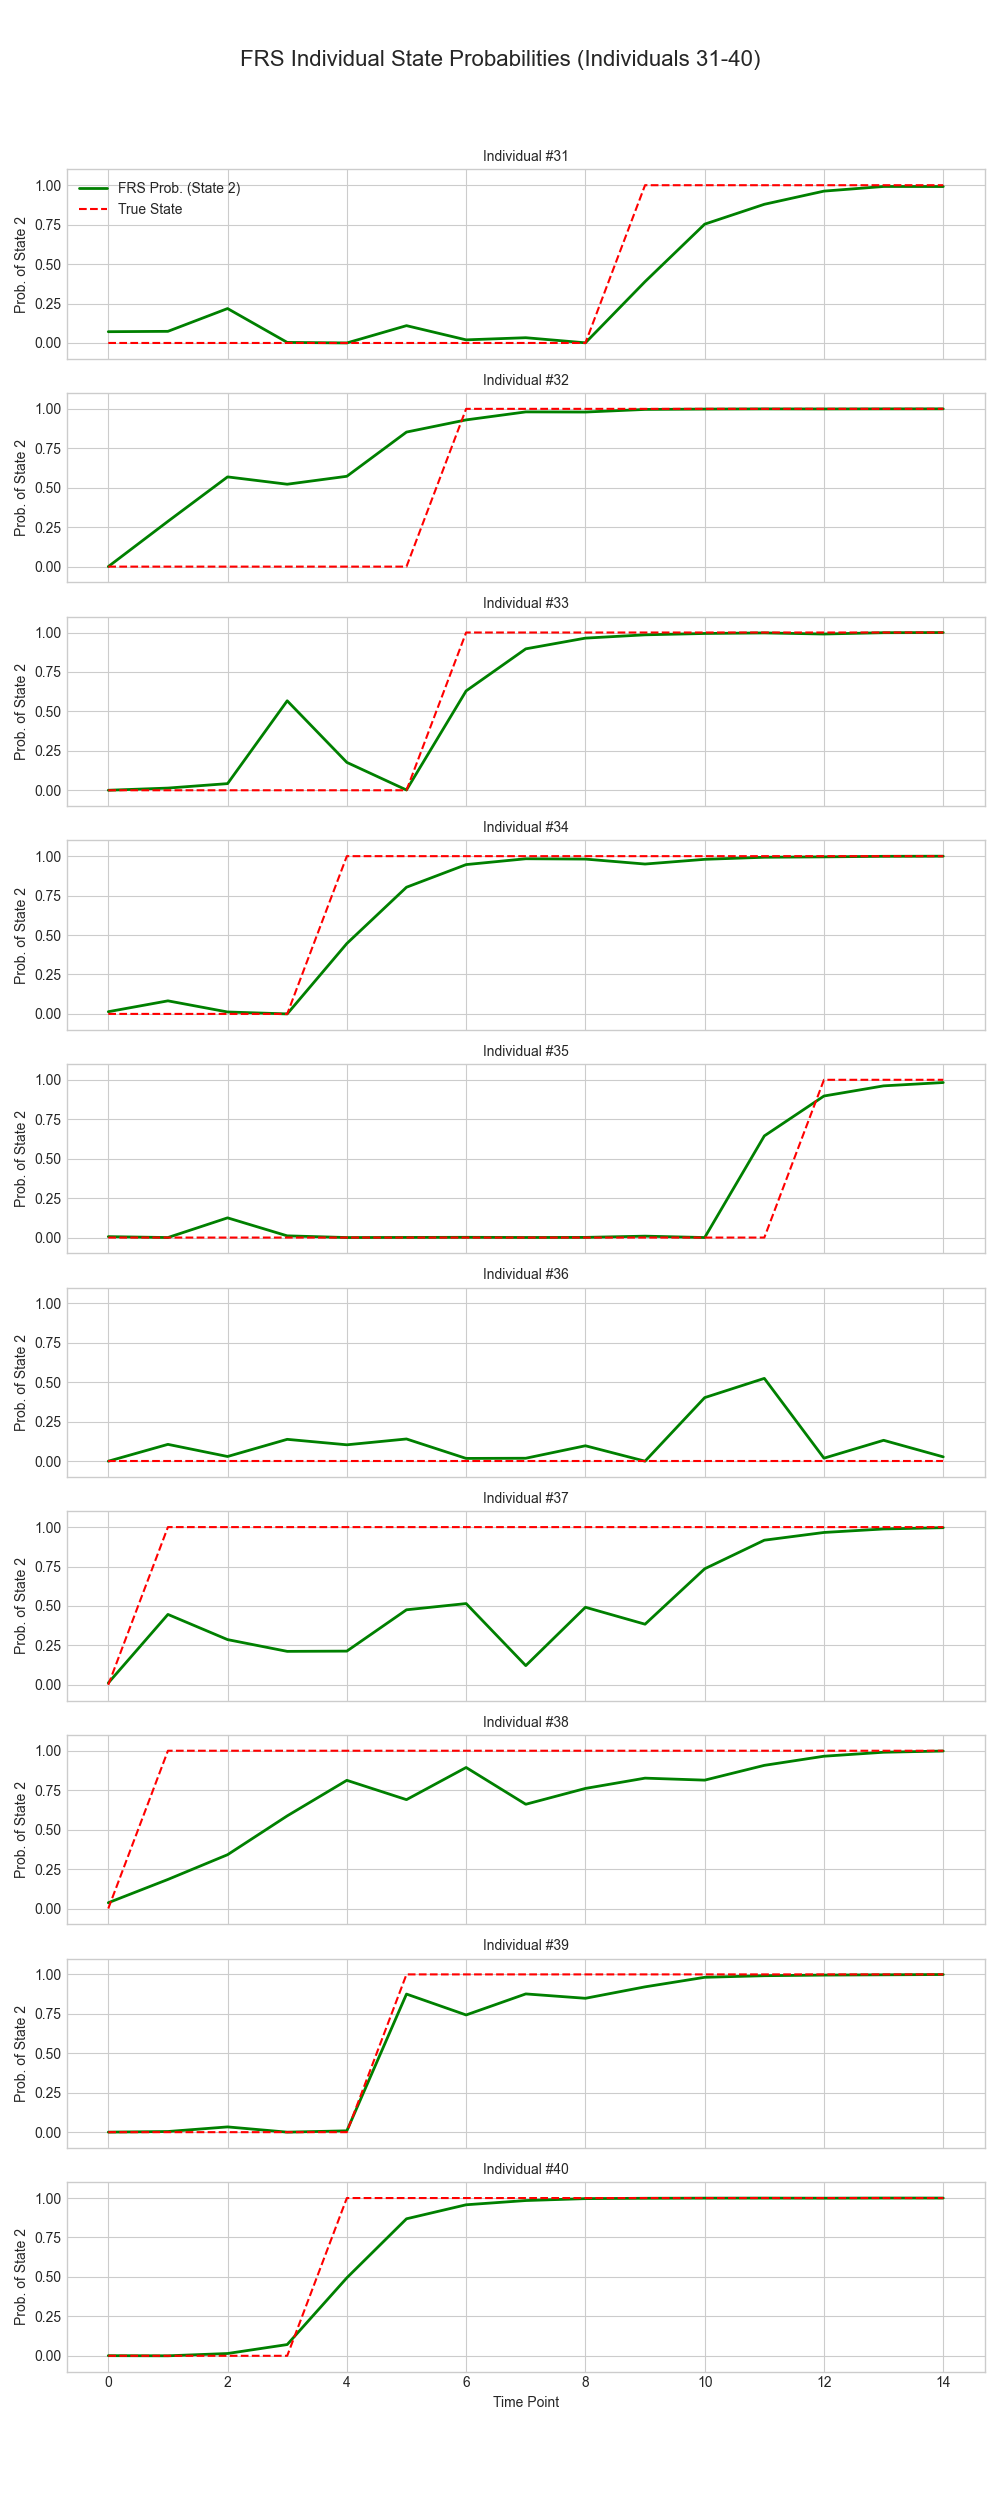 FRS Individual State Probabilities (Individuals 31-40)
Individual #31
1.00
0.75
0.50
0.25
0.00
Prob. of State 2
FRS Prob. (State 2)
True State
Individual #32
1.00
0.75
0.50
0.25
0.00
Prob. of State 2
Individual #33
1.00
0.75
0.50
0.25
0.00
Prob. of State 2
Individual #34
1.00
0.75
0.50
0.25
0.00
Prob. of State 2
Individual #35
1.00
0.75
0.50
0.25
0.00
Prob. of State 2
Individual #36
1.00
0.75
0.50
0.25
0.00
Prob. of State 2
Individual #37
1.00
0.75
0.50
0.25
0.00
Prob. of State 2
Individual #38
1.00
0.75
0.50
0.25
0.00
Prob. of State 2
Individual #39
1.00
0.75
0.50
0.25
0.00
Prob. of State 2
Individual #40
1.00
0.75
0.50
0.25
0.00
Prob. of State 2
0 2 4 6 8 10 12 14
Time Point